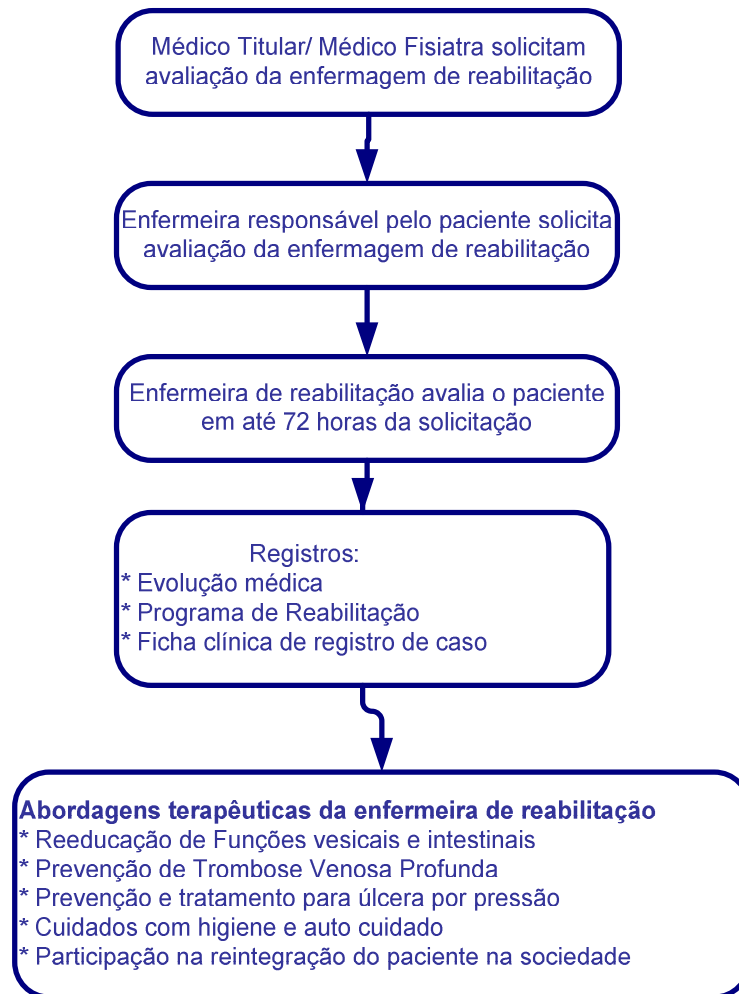 Médico Titular/ Médico Fisiatra solicitam
avaliação da enfermagem de reabilitação
Enfermeira responsável pelo paciente solicita
avaliação da enfermagem de reabilitação
Enfermeira de reabilitação avalia o paciente
em até 72 horas da solicitação
Registros:
* Evolução médica
* Programa de Reabilitação
* Ficha clínica de registro de caso
Abordagens terapêuticas da enfermeira de reabilitação
* Reeducação de Funções vesicais e intestinais
* Prevenção de Trombose Venosa Profunda
* Prevenção e tratamento para úlcera por pressão
* Cuidados com higiene e auto cuidado
* Participação na reintegração do paciente na sociedade